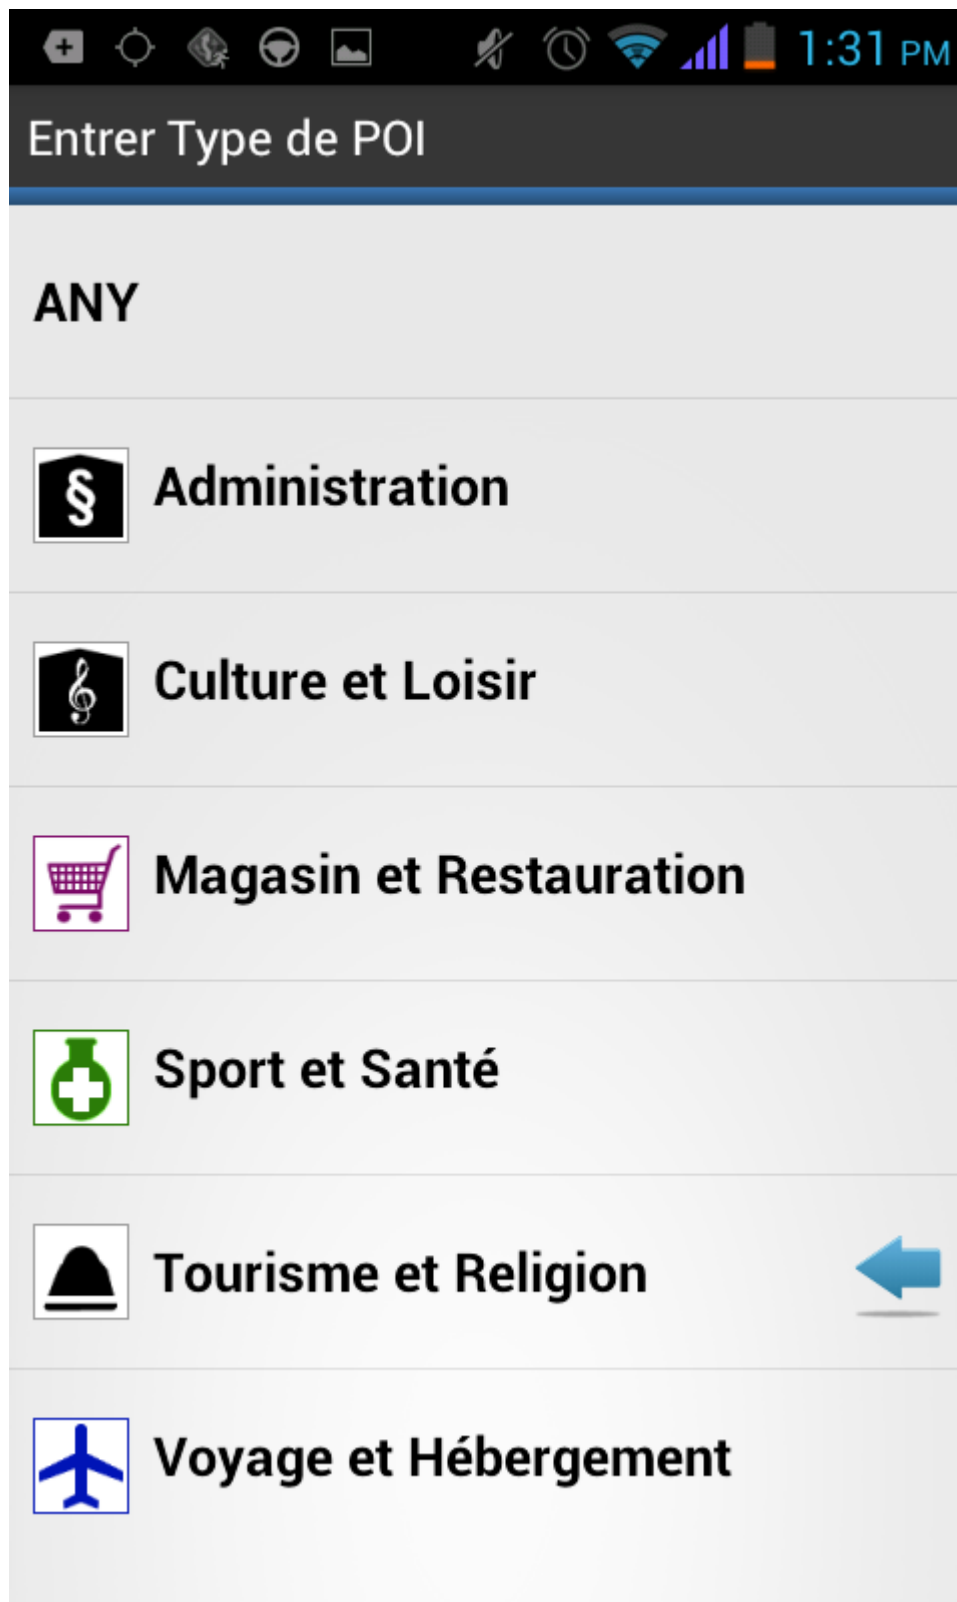 1:31 PM
Entrer Type de POI
ANY
§ Administration
Culture et Loisir
Magasin et Restauration
Sport et Santé
Tourisme et Religion
Voyage et Hébergement